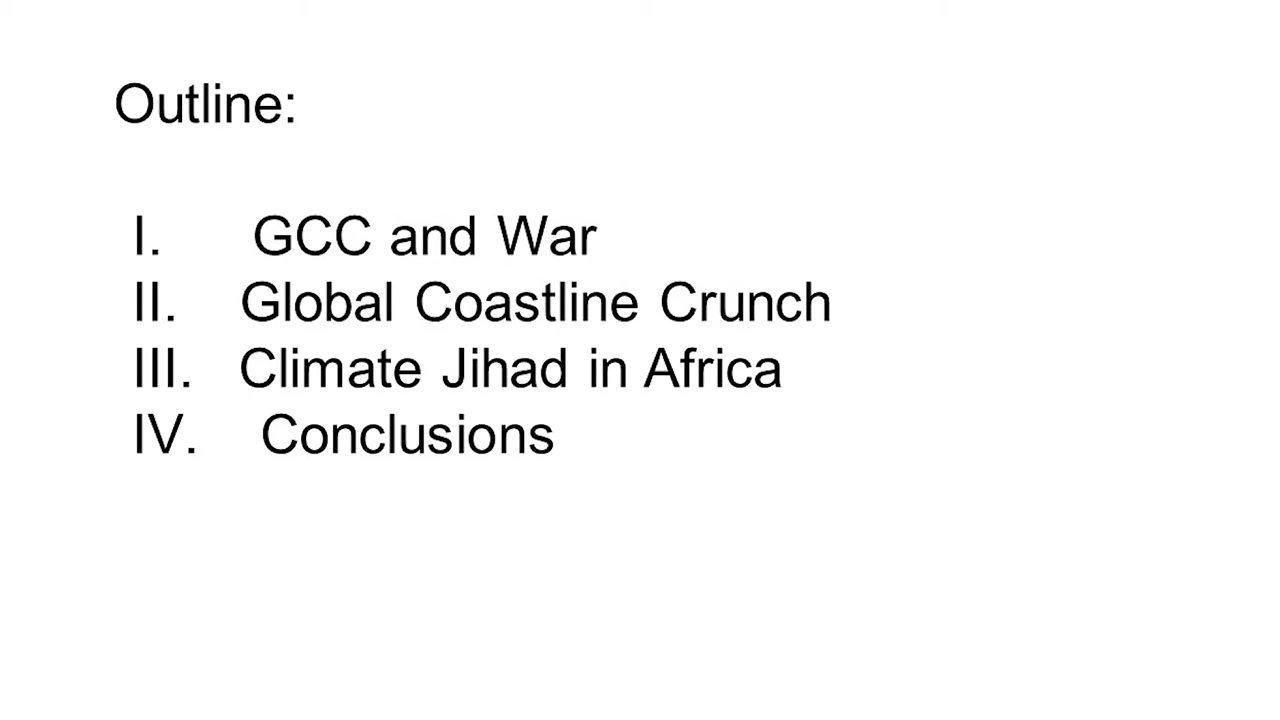 Outline:
I. GCC and War
II. Global Coastline Crunch
III. Climate Jihad in Africa
IV. Conclusions